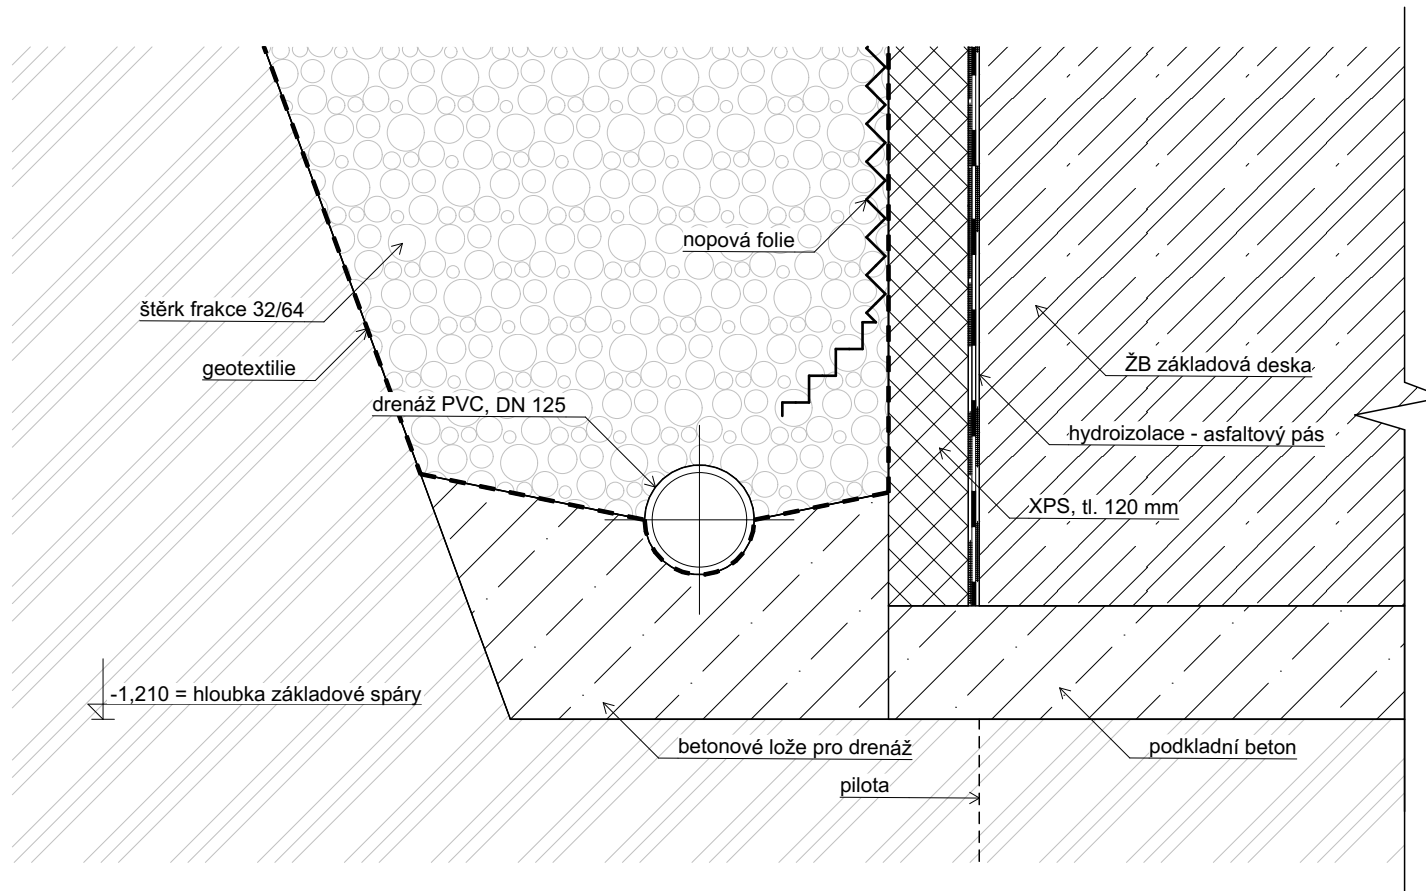 nopová folie
štěrk frakce 32/64
geotextilie
ŽB základová deska
drenáž PVC, DN 125
hydroizolace - asfaltový pás
XPS, tl. 120 mm
-1,210 = hloubka základové spáry
betonové lože pro drenáž
podkladní beton
pilota